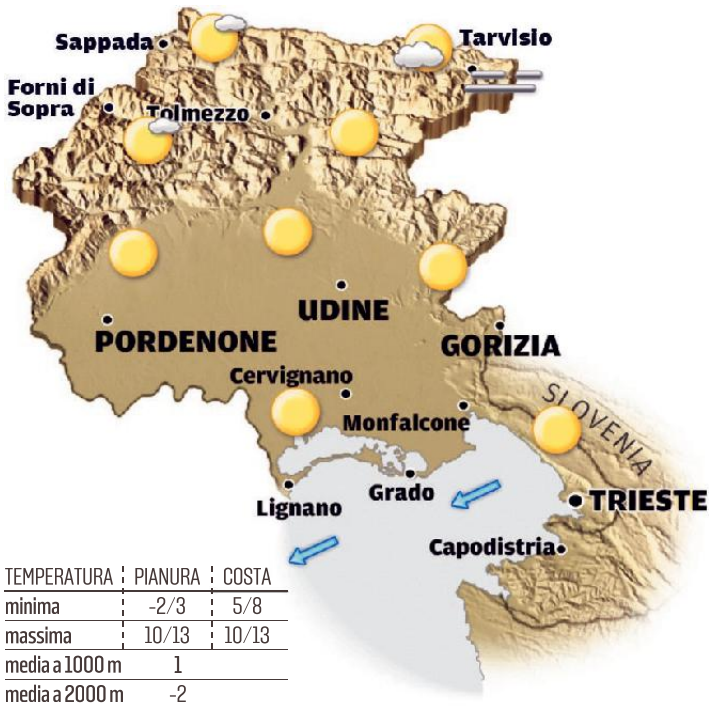 Sappada
Tarvisio
Forni di
Sopra
Tolmezzo
UDINE
PORDENONE
GORIZIA
Cervignano
SLOVENIA
Monfalcone
Grado
Lignano
TRIESTE
Capodistria
TEMPERATURA PIANURA COSTA
minima -2/3 5/8
massima 10/13 10/13
media a 1000 m 1
media a 2000 m -2